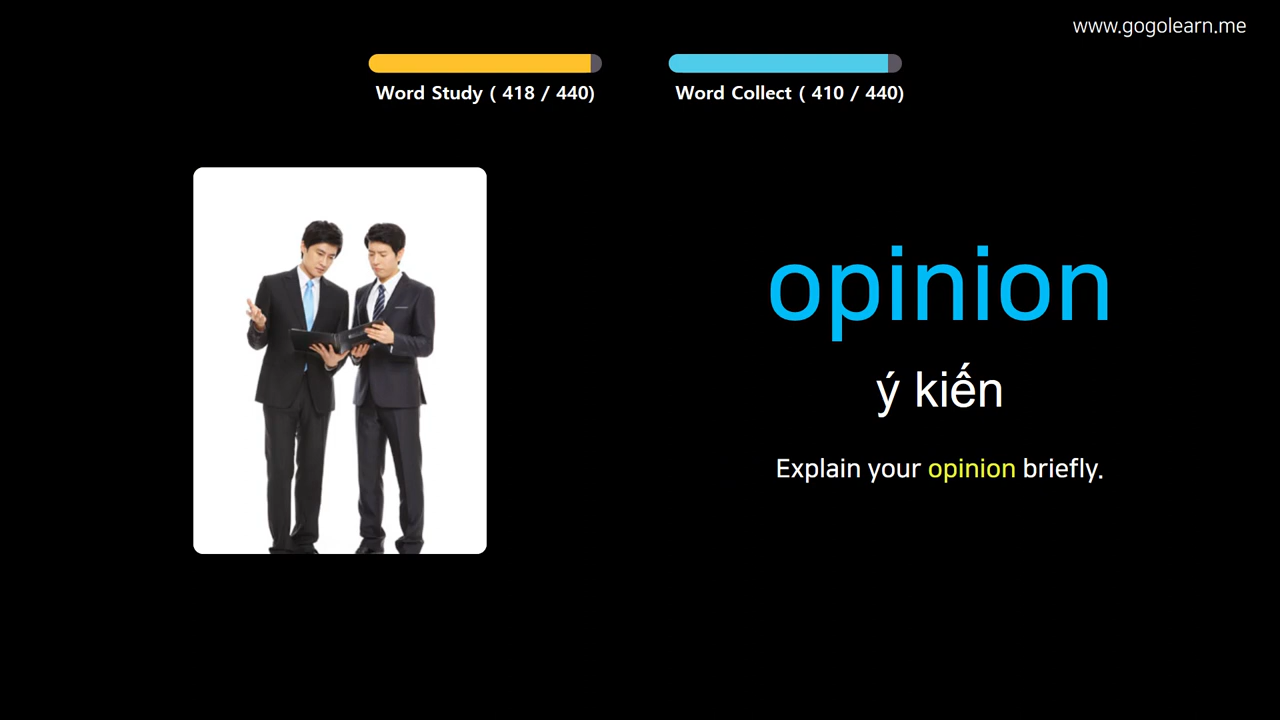 www.gogolearn.me
Word Study ( 418 / 440)
Word Collect ( 410 / 440)
opinion
ý kiến
Explain your opinion briefly.